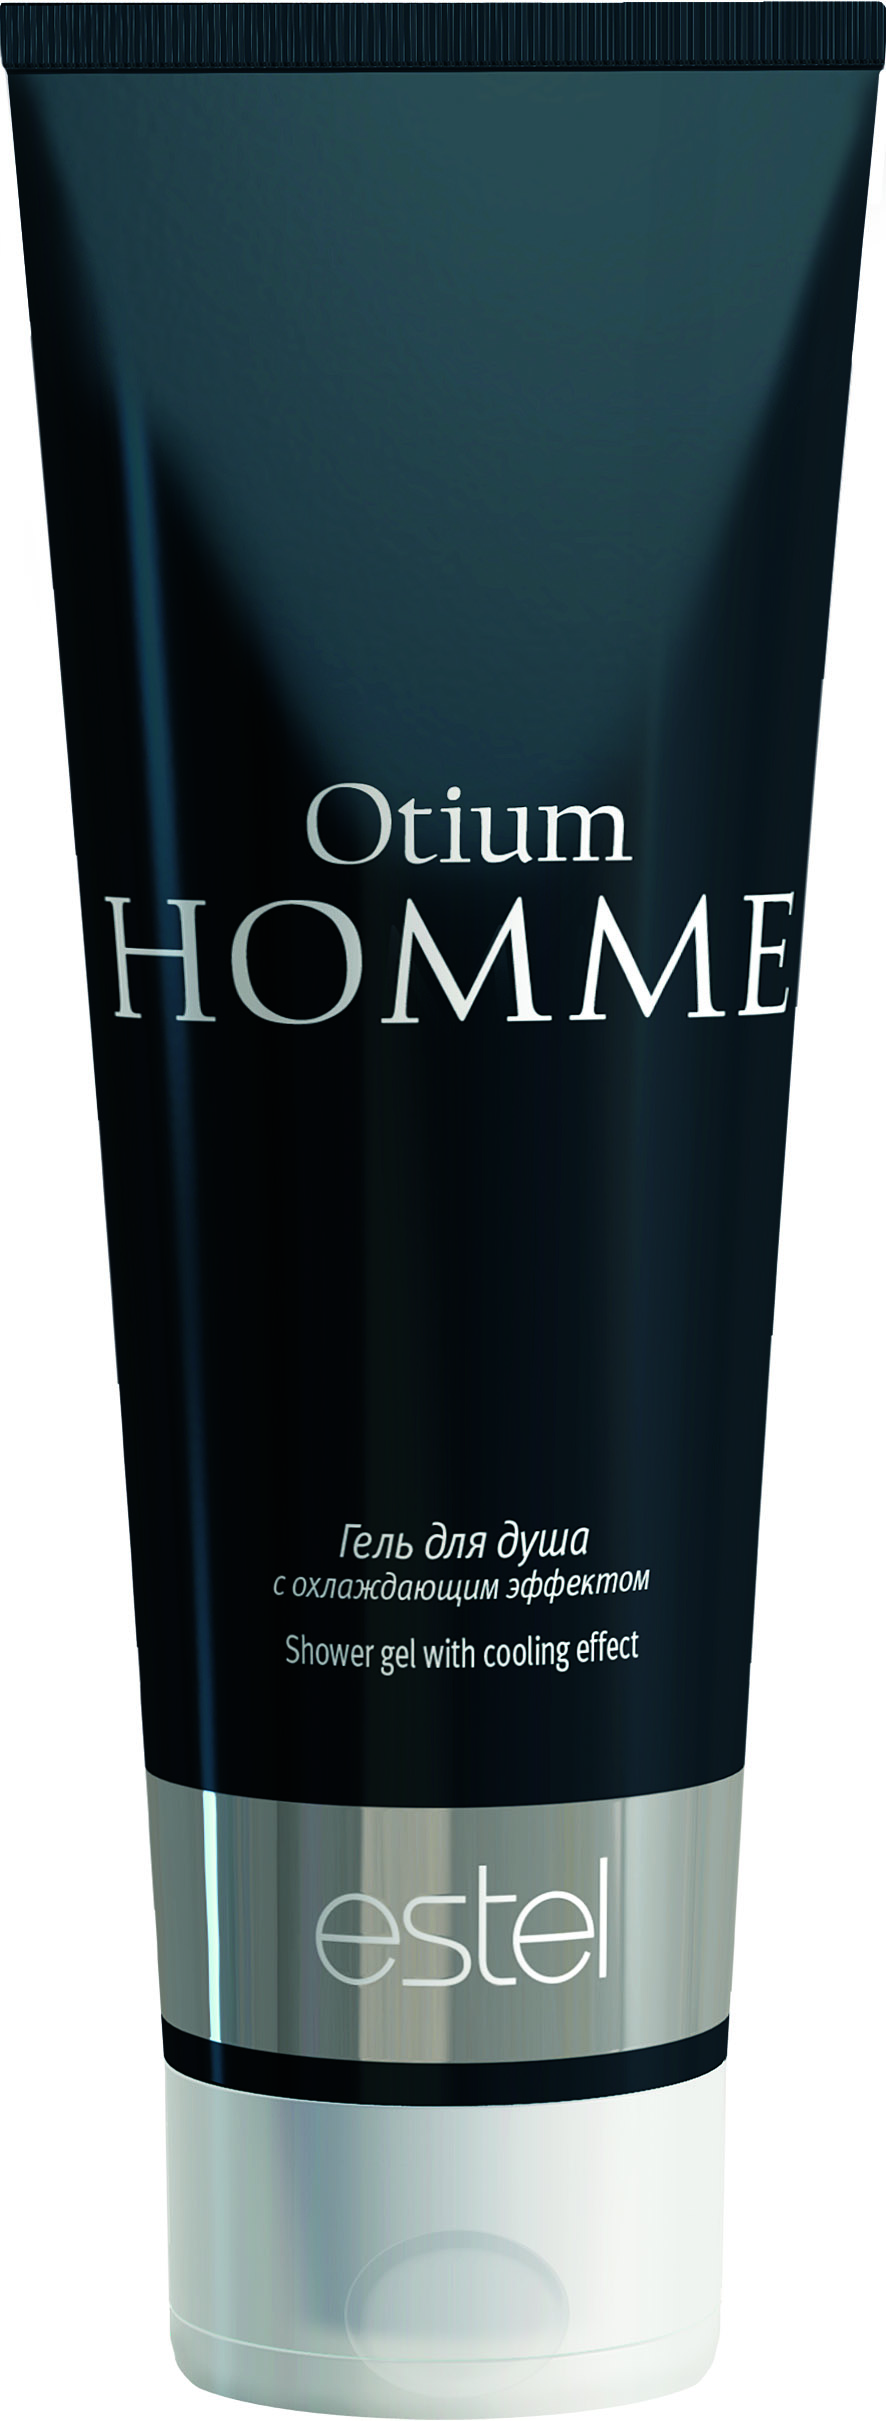 Otium
HOMME
Гель для душа
с охлаждающим эффектом
Shower gel with cooling effect
estel